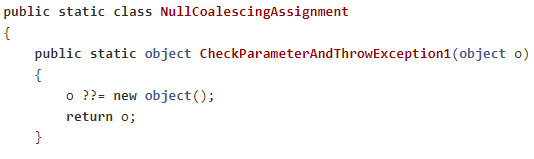 public static class NullCoalescingAssignment
{
    public static object CheckParameterAndThrowException1(object o)
    {
        o ??= new object();
        return o;
    }